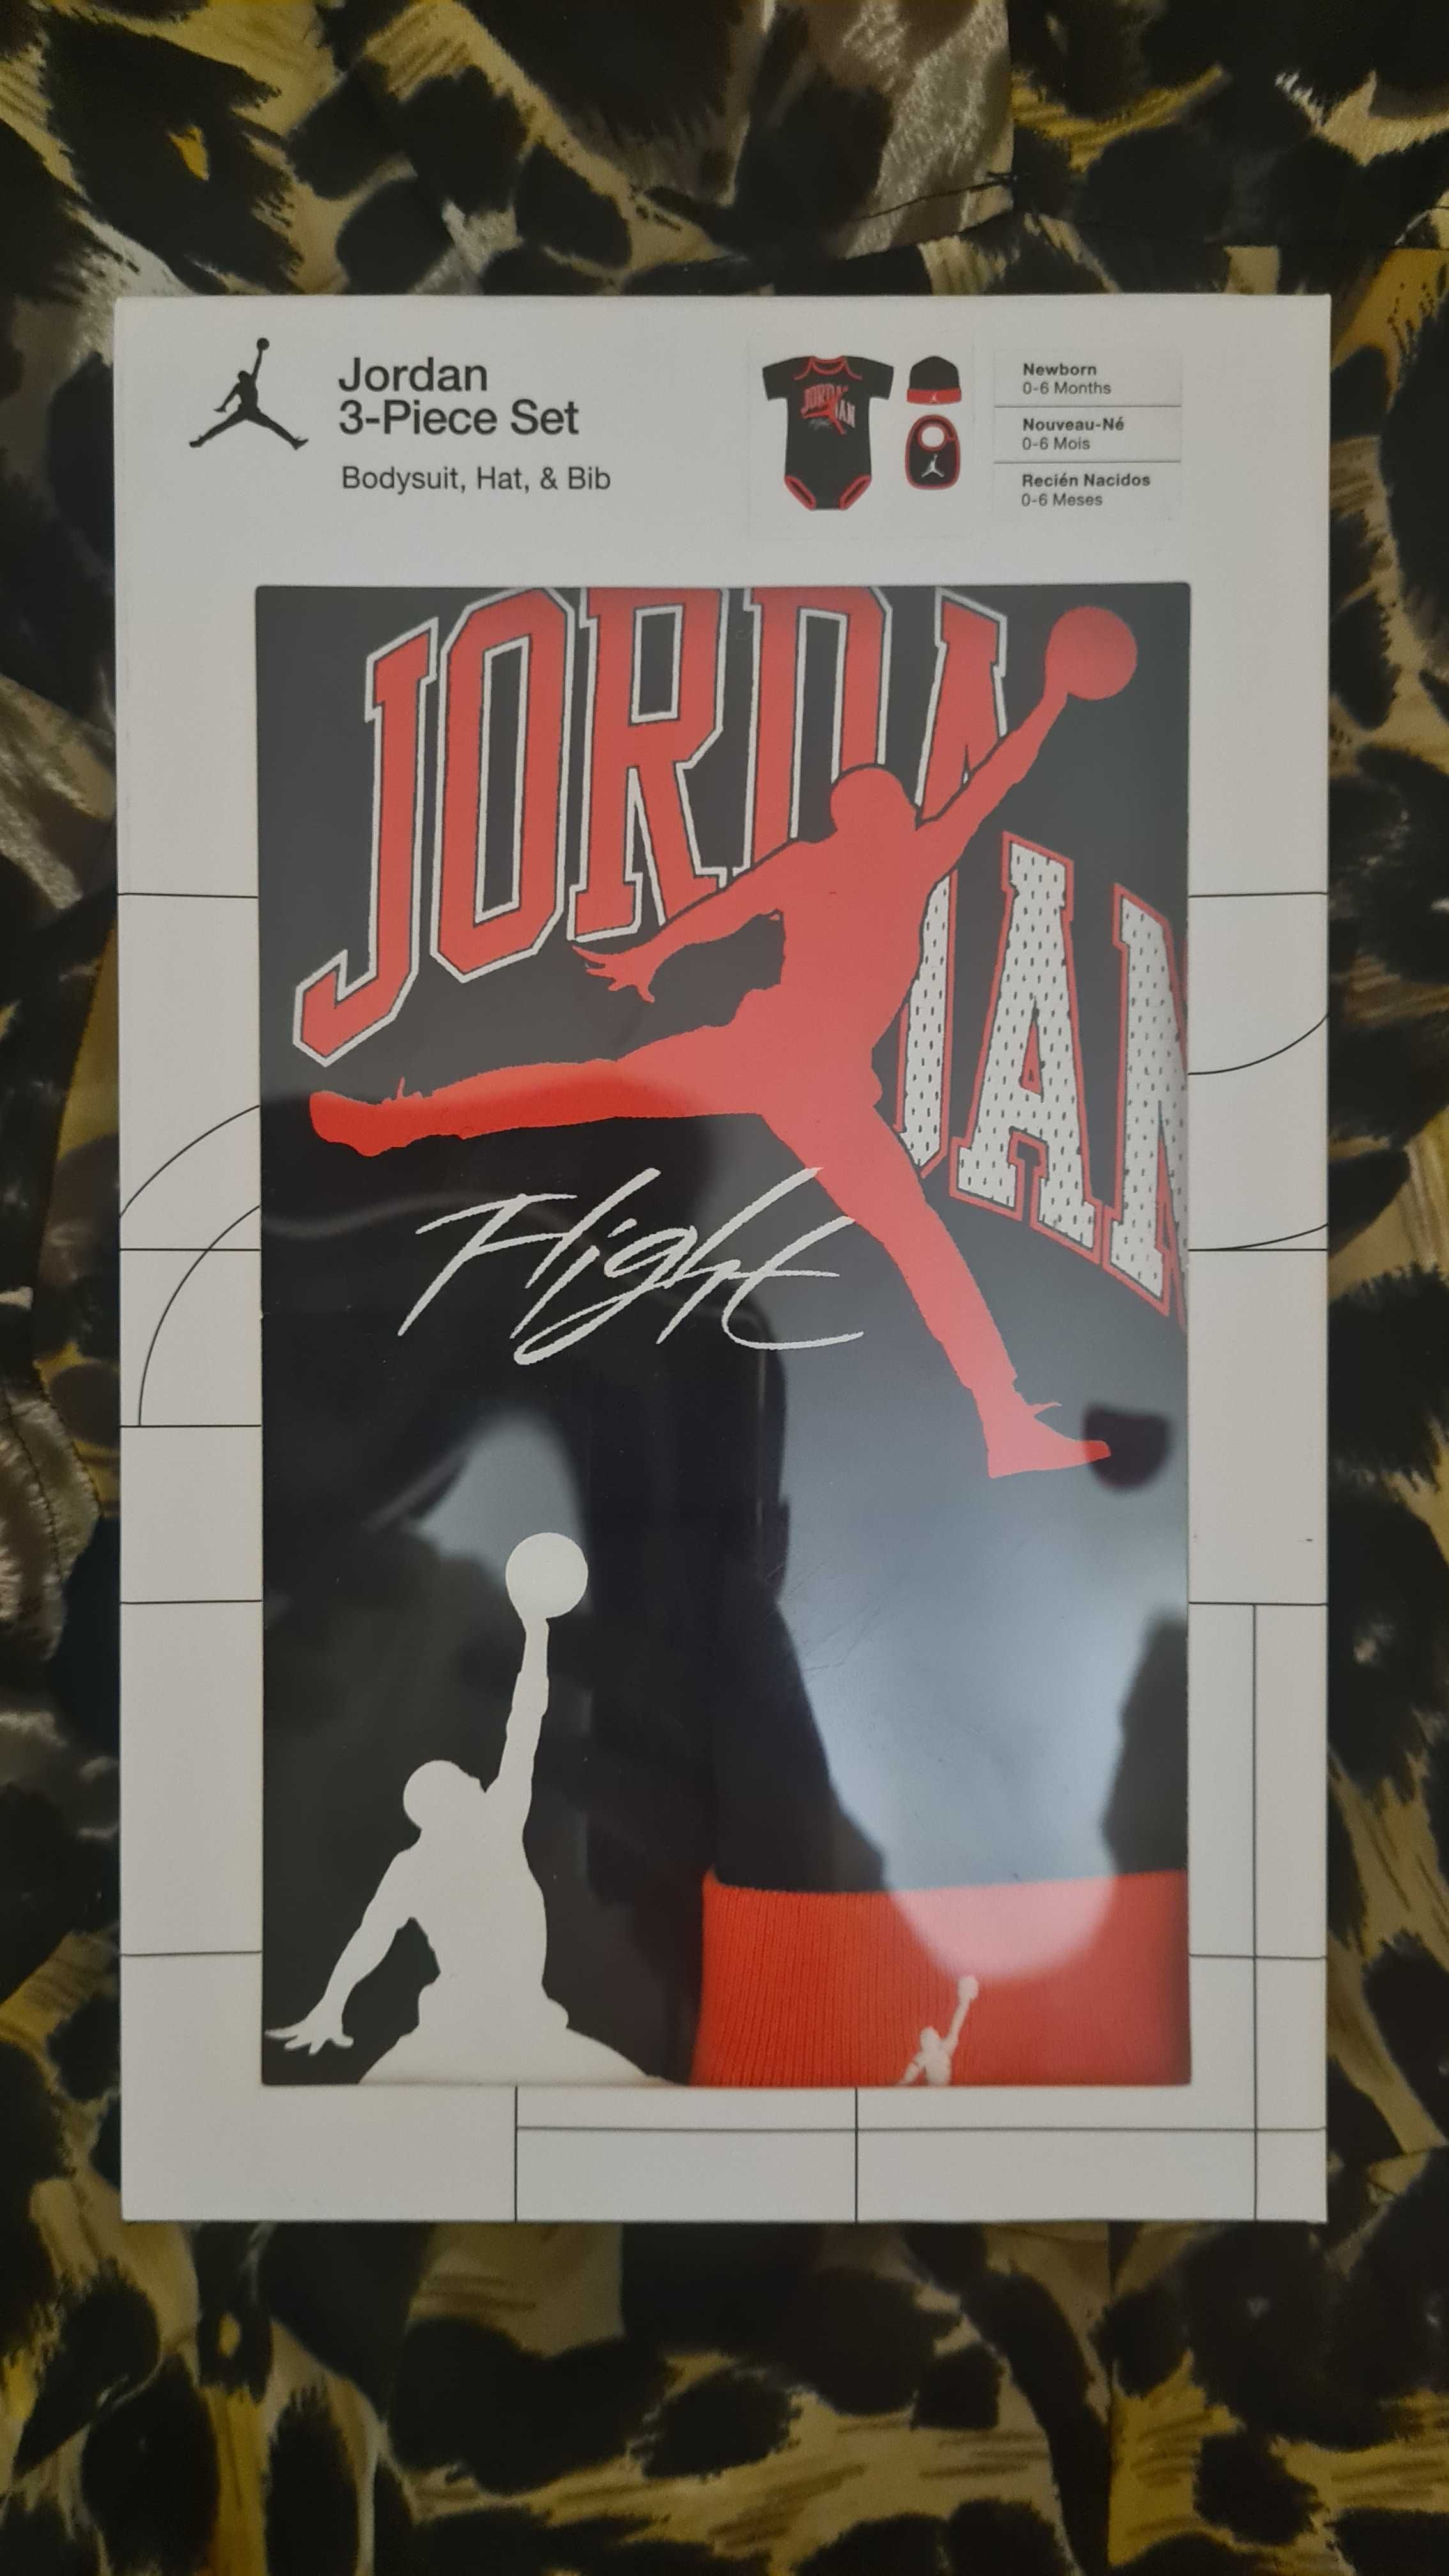 Jordan
3-Piece Set
Bodysuit, Hat, & Bib
Newborn
0-6 Months
Nouveau-Né
0-6 Mois
Recién Nacidos
0-6 Meses
JORDAN
Flight